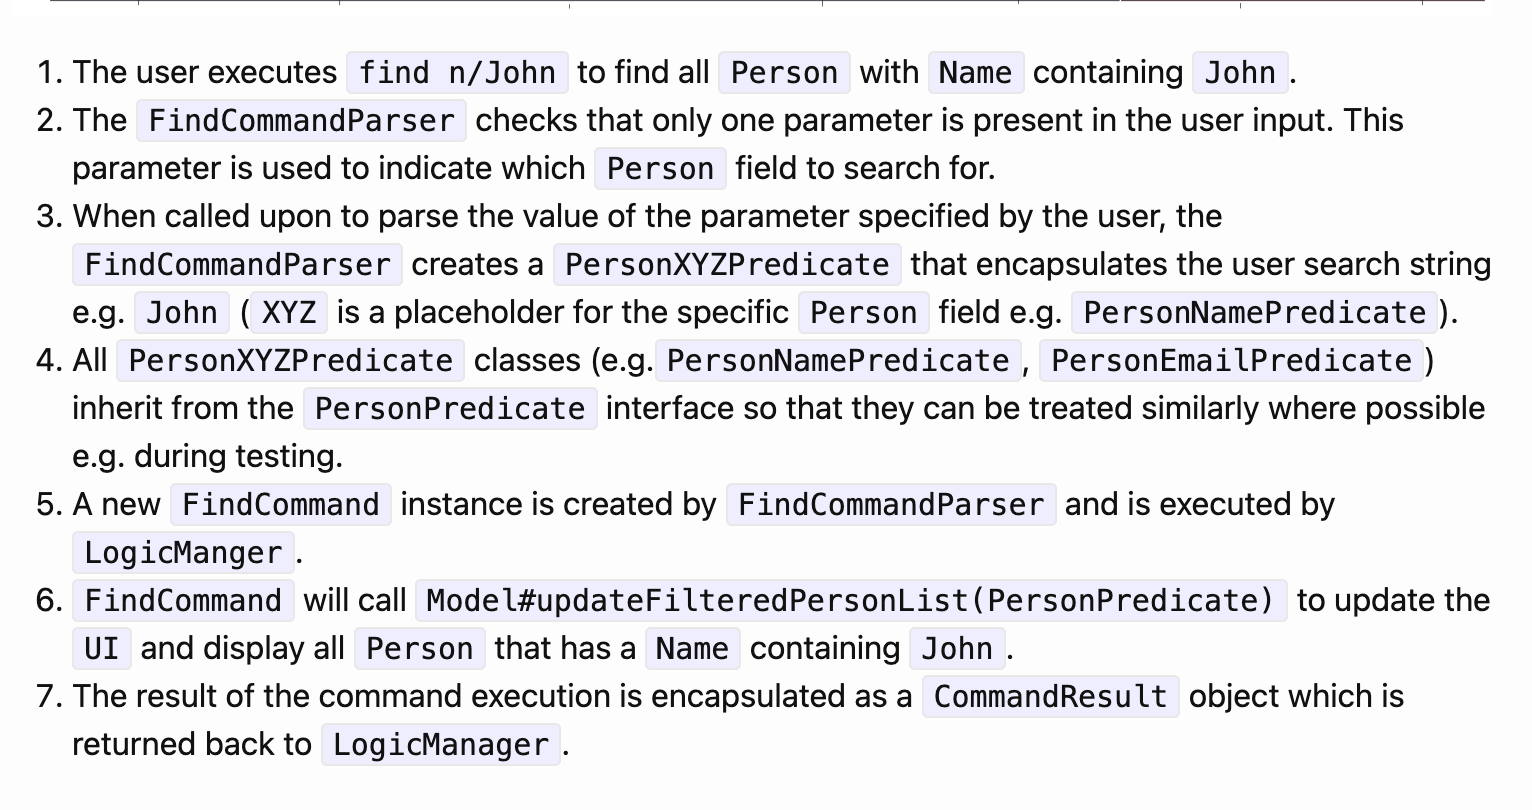 1. The user executes find n/John to find all Person with Name containing John.
2. The FindCommandParser checks that only one parameter is present in the user input. This
parameter is used to indicate which Person field to search for.
3. When called upon to parse the value of the parameter specified by the user, the
FindCommandParser creates a PersonXYZPredicate that encapsulates the user search string
e.g. John (XYZ is a placeholder for the specific Person field e.g. PersonNamePredicate).
4. All PersonXYZPredicate classes (e.g. PersonNamePredicate, PersonEmailPredicate)
inherit from the PersonPredicate interface so that they can be treated similarly where possible
e.g. during testing.
5. A new FindCommand instance is created by FindCommandParser and is executed by
LogicManger.
6. FindCommand will call Model#updateFilteredPersonList(PersonPredicate) to update the
UI and display all Person that has a Name containing John.
7. The result of the command execution is encapsulated as a CommandResult object which is
returned back to LogicManager.